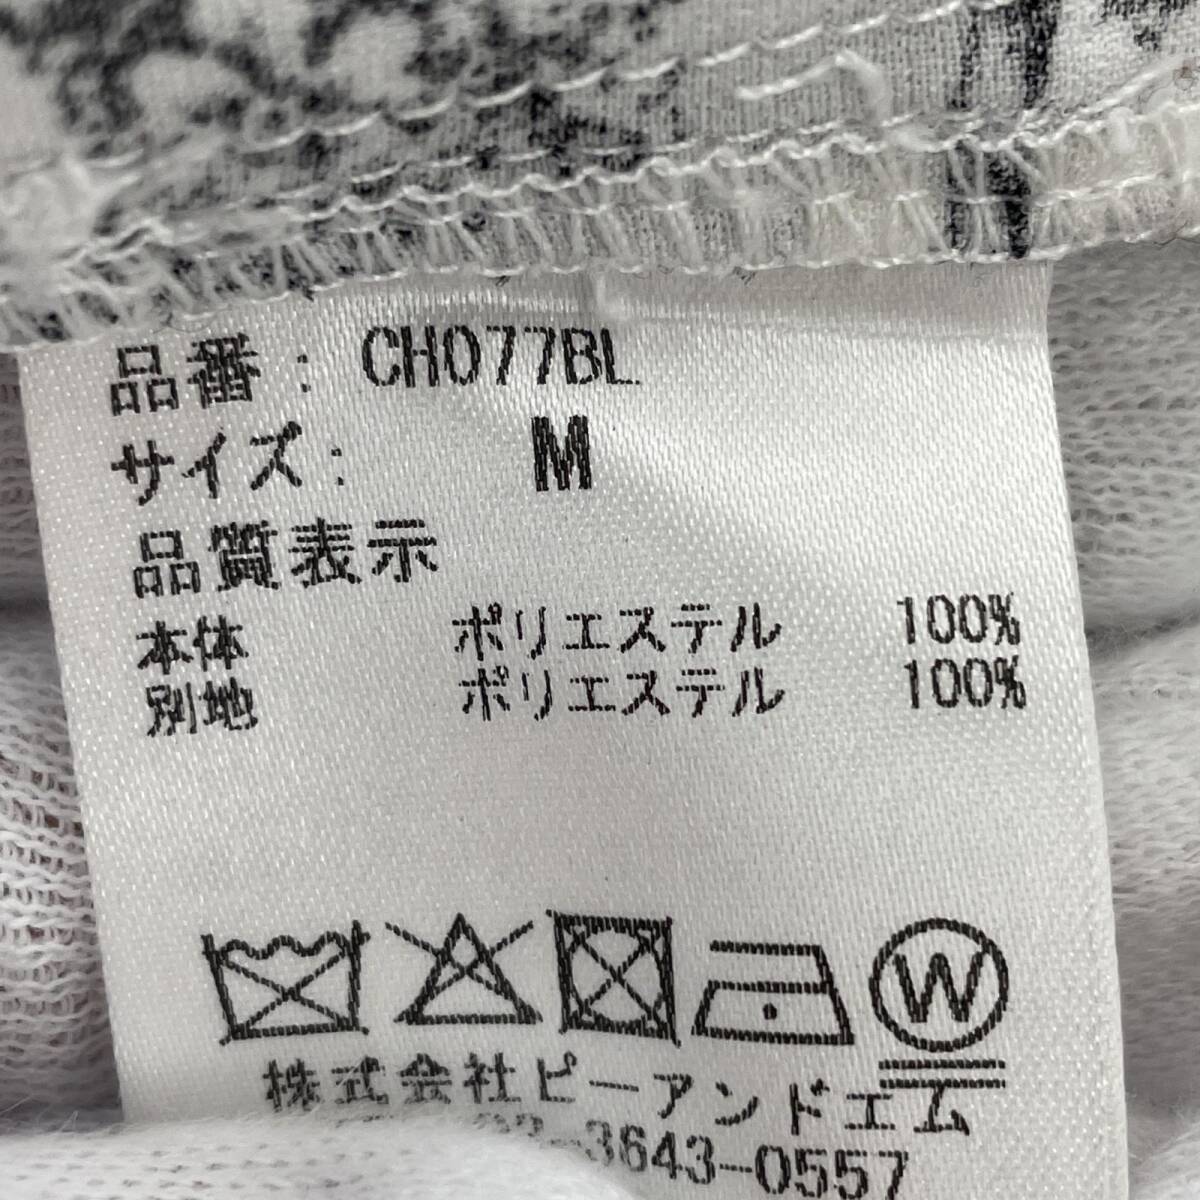 品番: CH077BL
サイズ: M
品質表示
本体 ポリエステル 100%
別地 ポリエステル 100%
W
株式会社ピーアンドエム
03-3643-0557